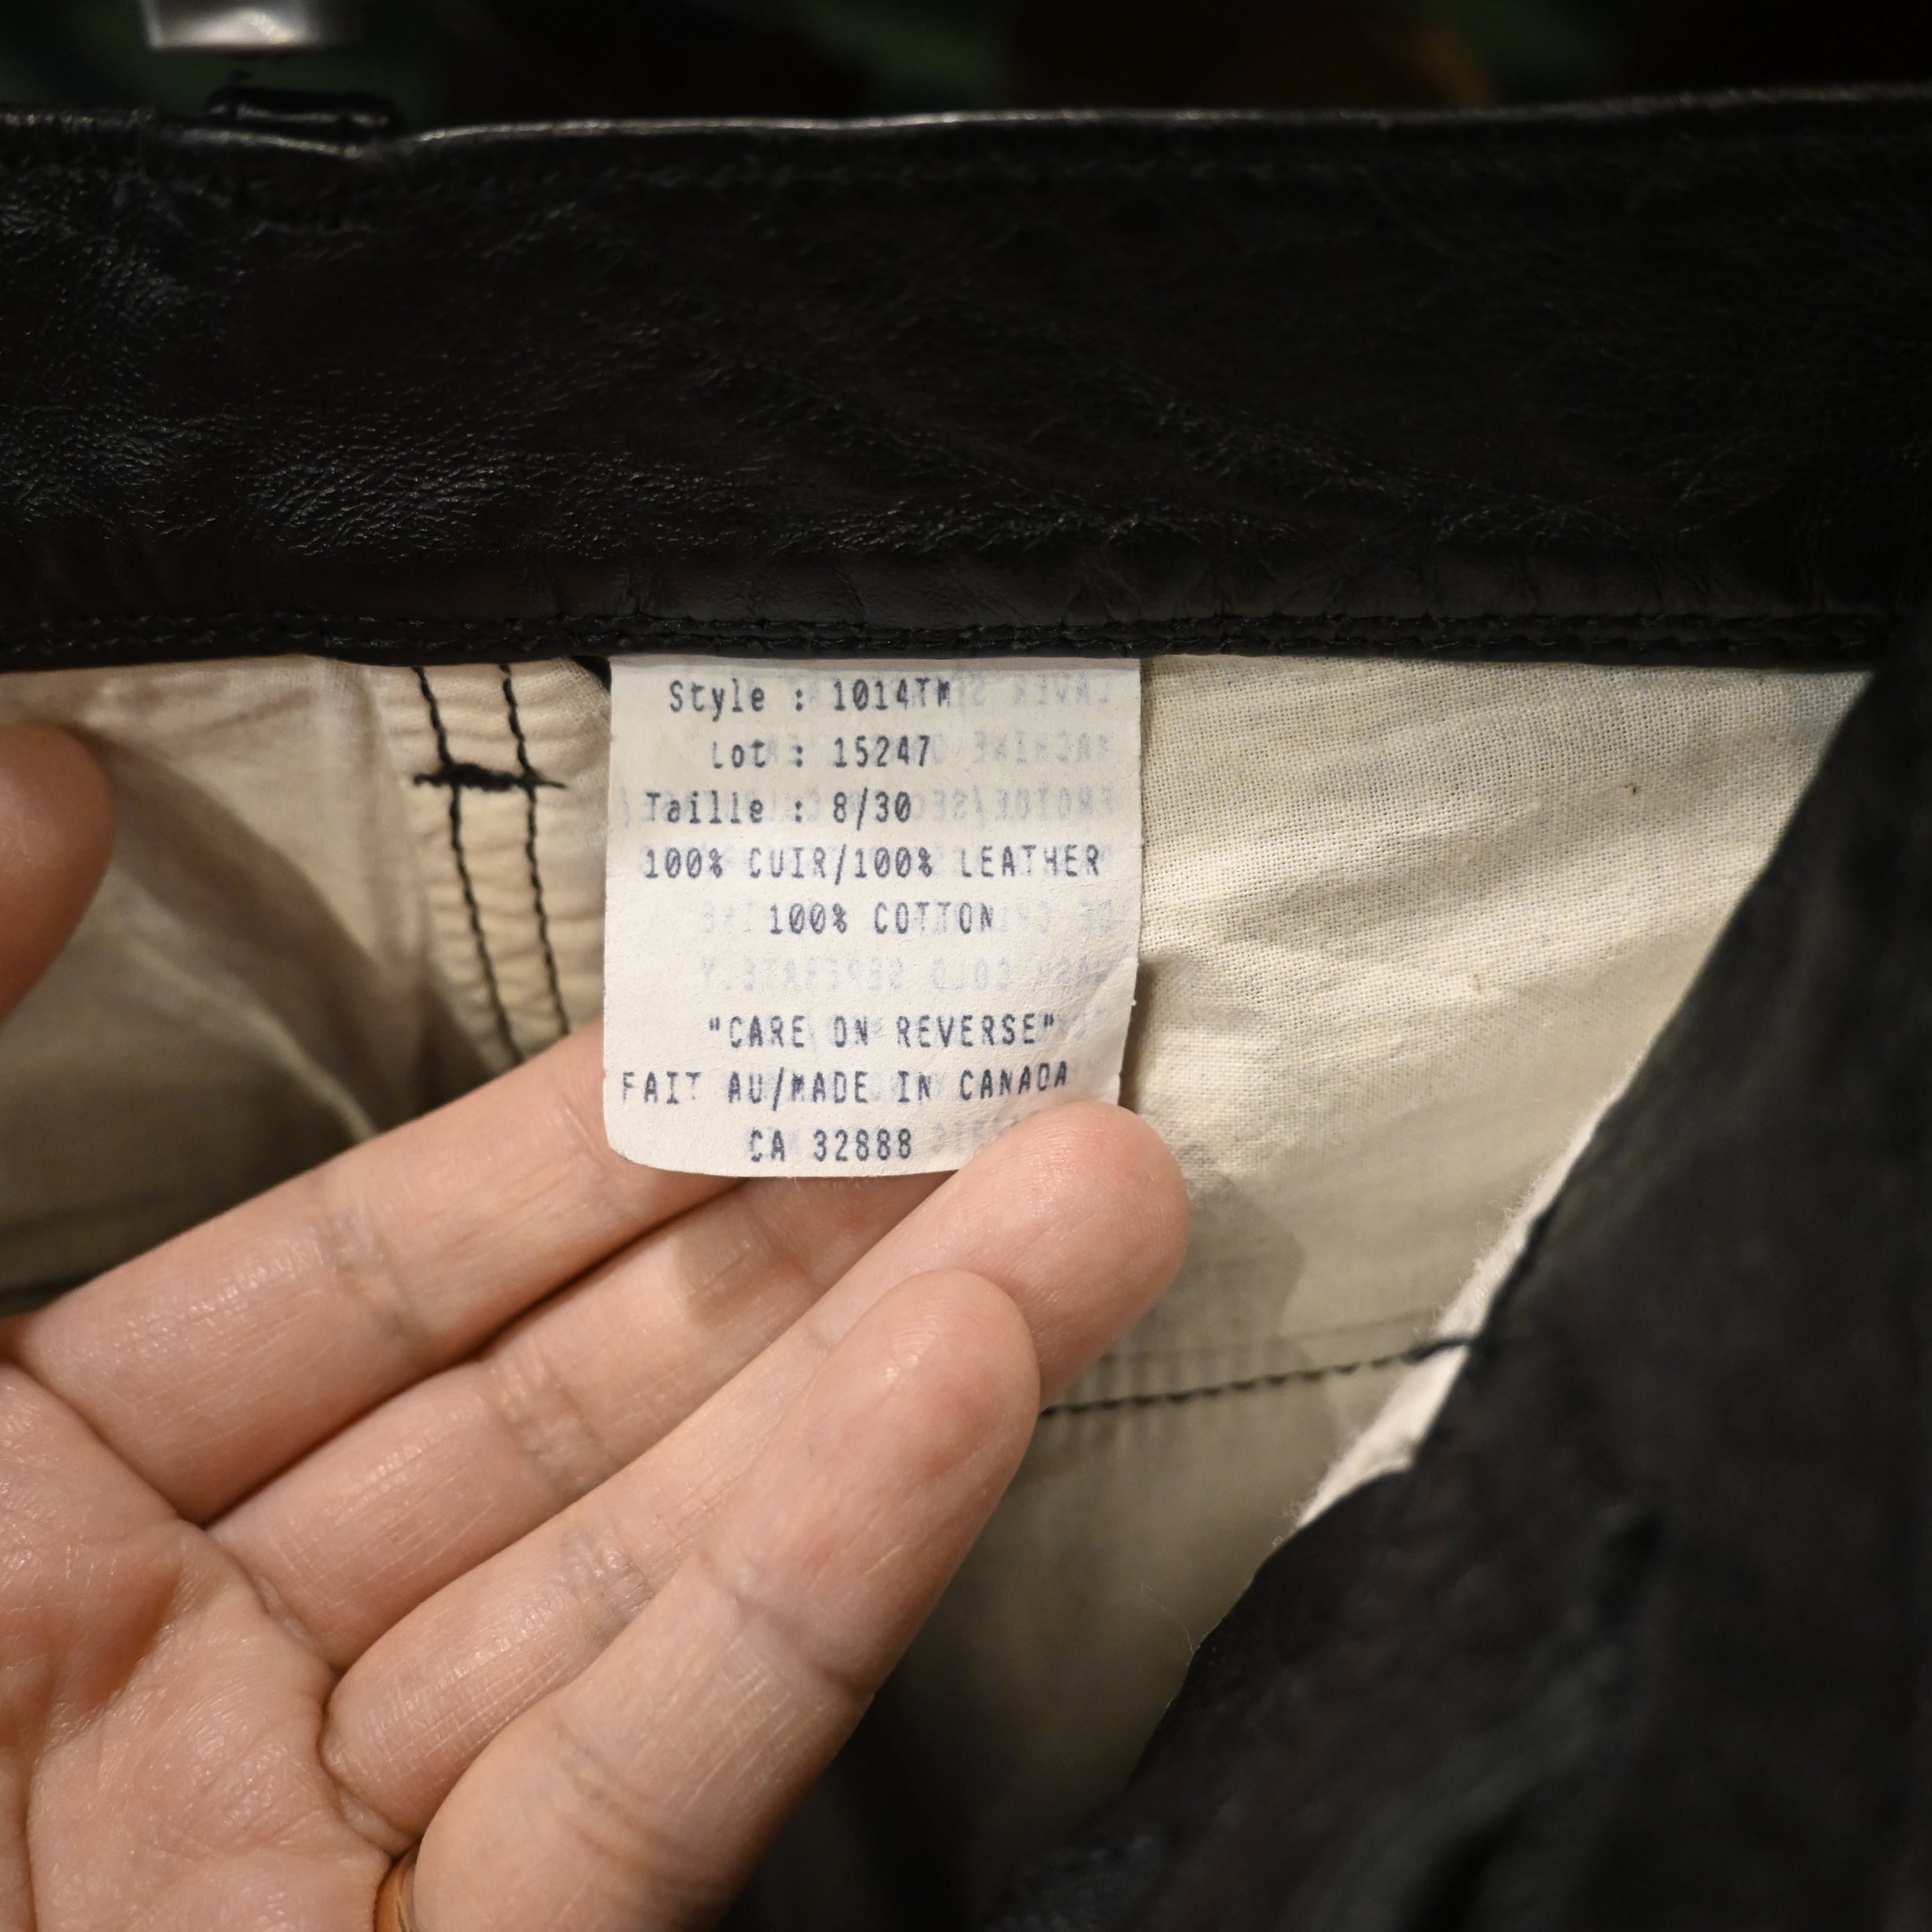 Style : 1014TM
Lot : 15247
Taille : 8/30
100% CUIR/100% LEATHER
100% COTTON
"CARE ON REVERSE"
FAIT AU/MADE IN CANADA
CA 32888